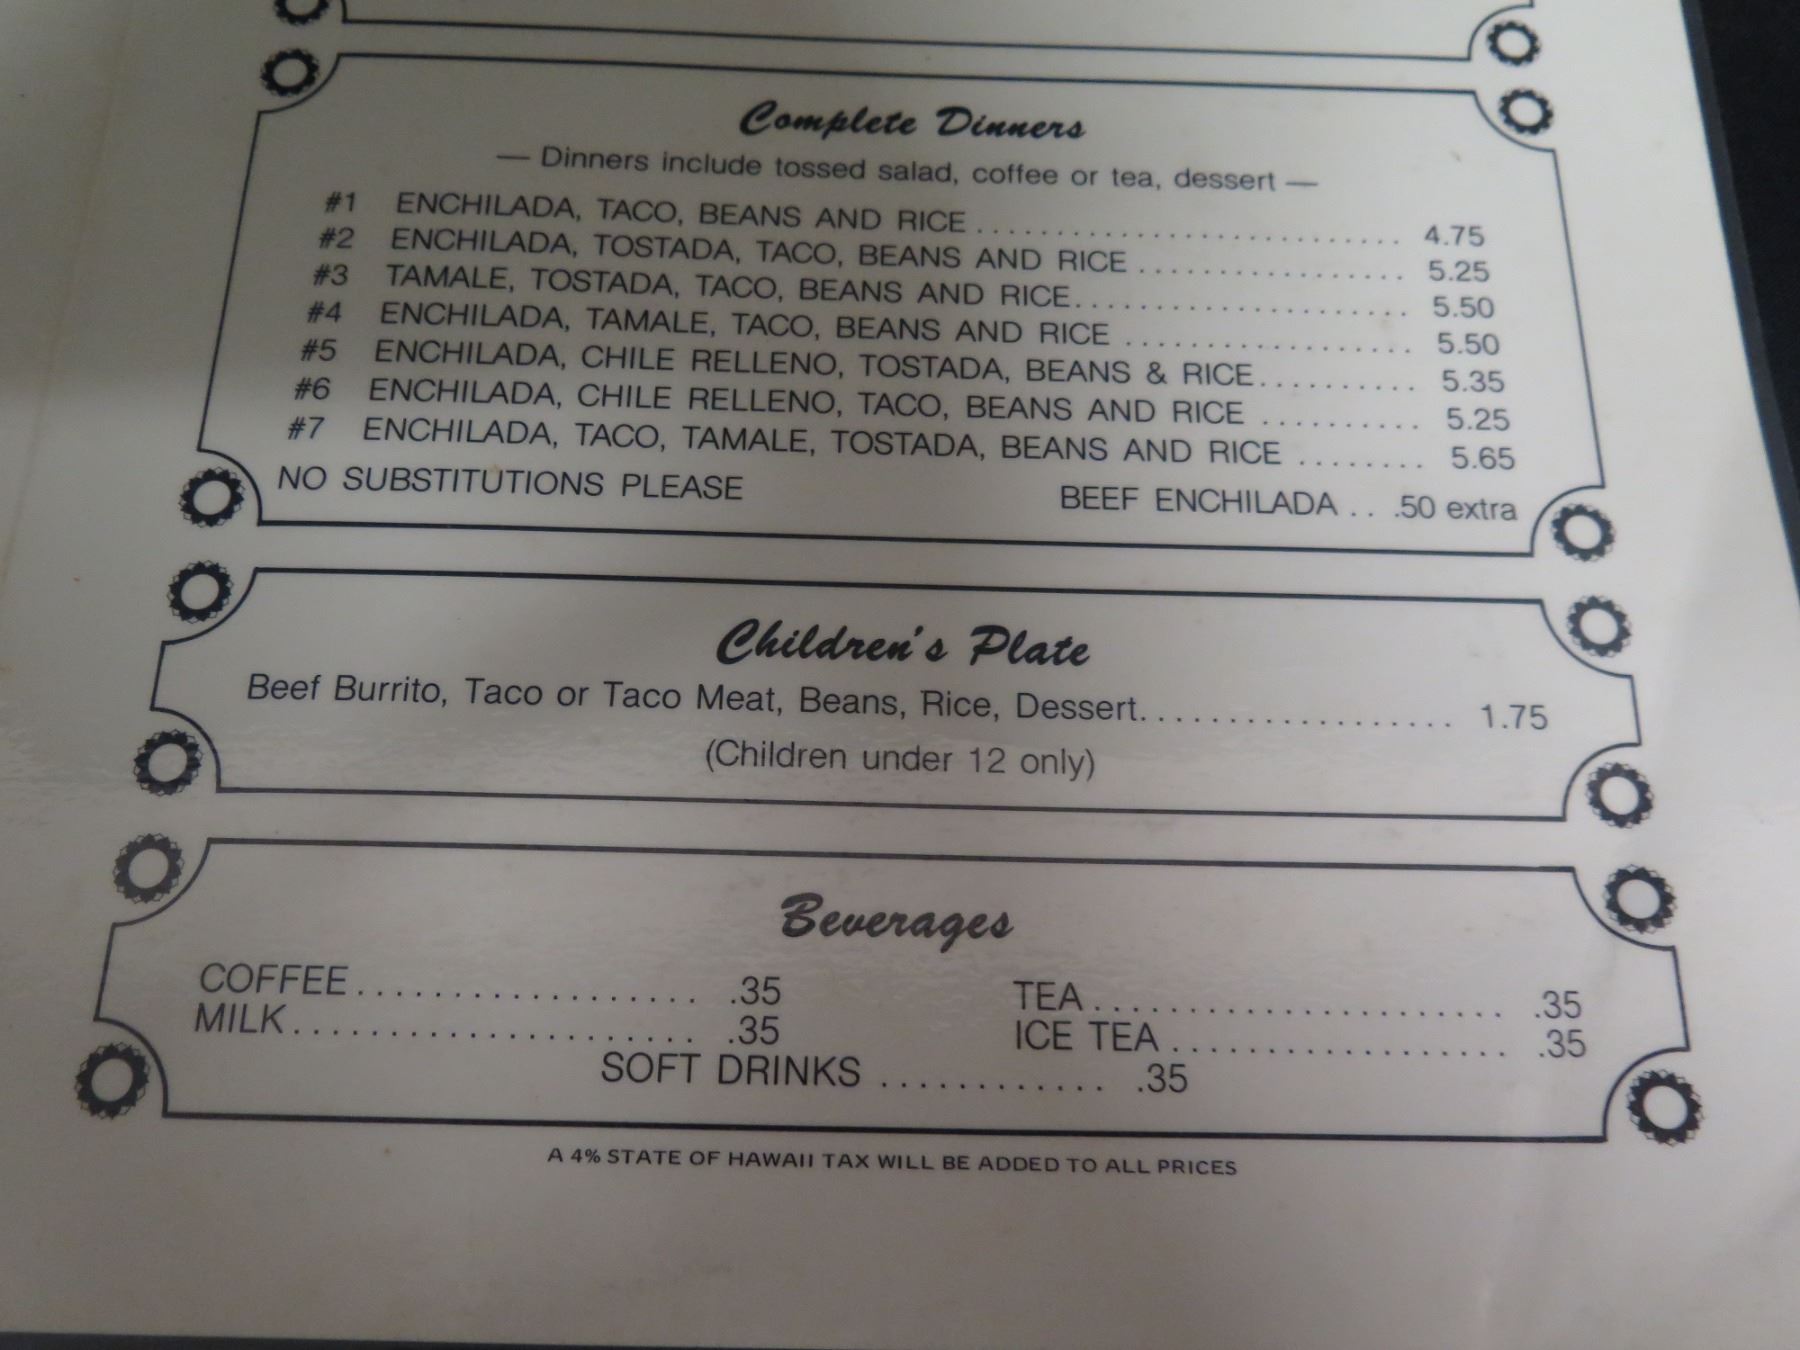 Complete Dinners
— Dinners include tossed salad, coffee or tea, dessert —
#1 ENCHILADA, TACO, BEANS AND RICE .......................... 4.75
#2 ENCHILADA, TOSTADA, TACO, BEANS AND RICE ................. 5.25
#3 TAMALE, TOSTADA, TACO, BEANS AND RICE..................... 5.50
#4 ENCHILADA, TAMALE, TACO, BEANS AND RICE .................. 5.50
#5 ENCHILADA, CHILE RELLENO, TOSTADA, BEANS & RICE.......... 5.35
#6 ENCHILADA, CHILE RELLENO, TACO, BEANS AND RICE .......... 5.25
#7 ENCHILADA, TACO, TAMALE, TOSTADA, BEANS AND RICE ........ 5.65
NO SUBSTITUTIONS PLEASE BEEF ENCHILADA . . .50 extra
Children's Plate
Beef Burrito, Taco or Taco Meat, Beans, Rice, Dessert................... 1.75
(Children under 12 only)
Beverages
COFFEE.................. .35 TEA...................... .35
MILK..................... .35 ICE TEA .................. .35
SOFT DRINKS ............ .35
A 4% STATE OF HAWAII TAX WILL BE ADDED TO ALL PRICES